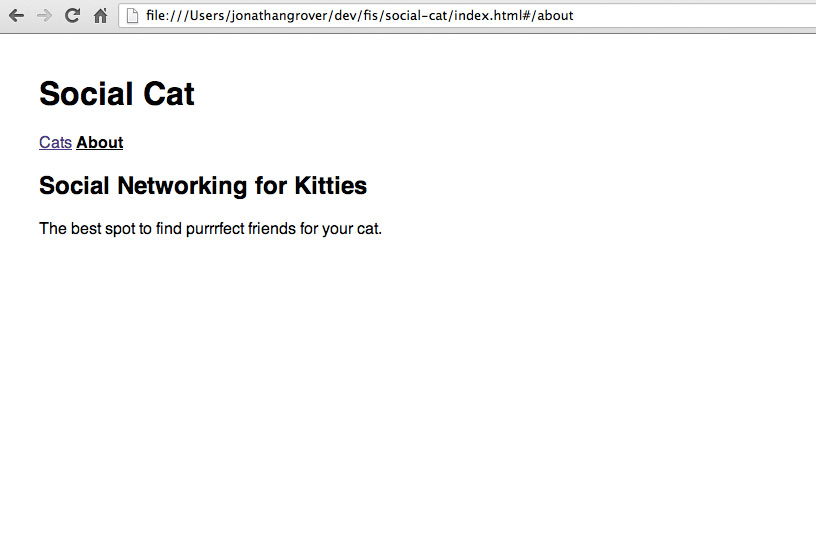 file:///Users/jonathangrover/dev/fis/social-cat/index.html#/about
Social Cat
Cats About
Social Networking for Kitties
The best spot to find purrrfect friends for your cat.